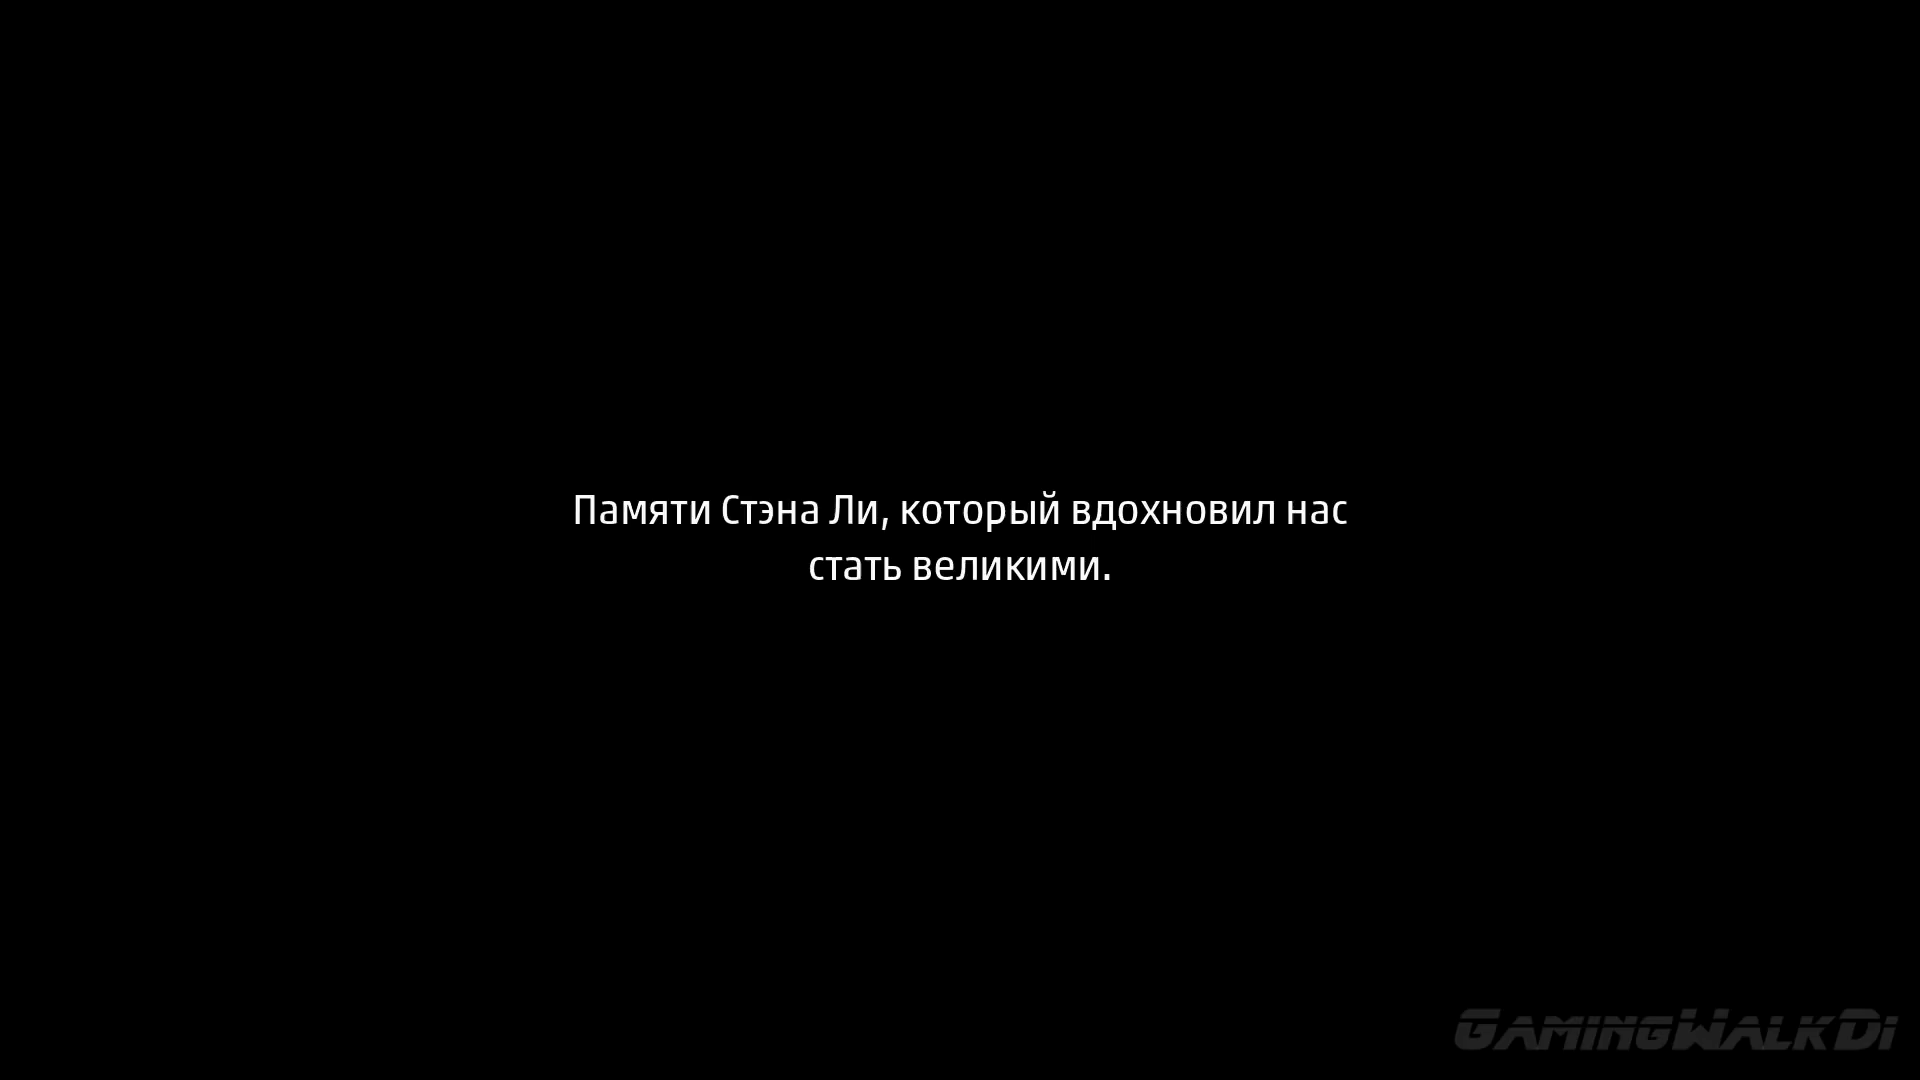 Памяти Стэна Ли, который вдохновил нас
стать великими.
GamingWalkDi